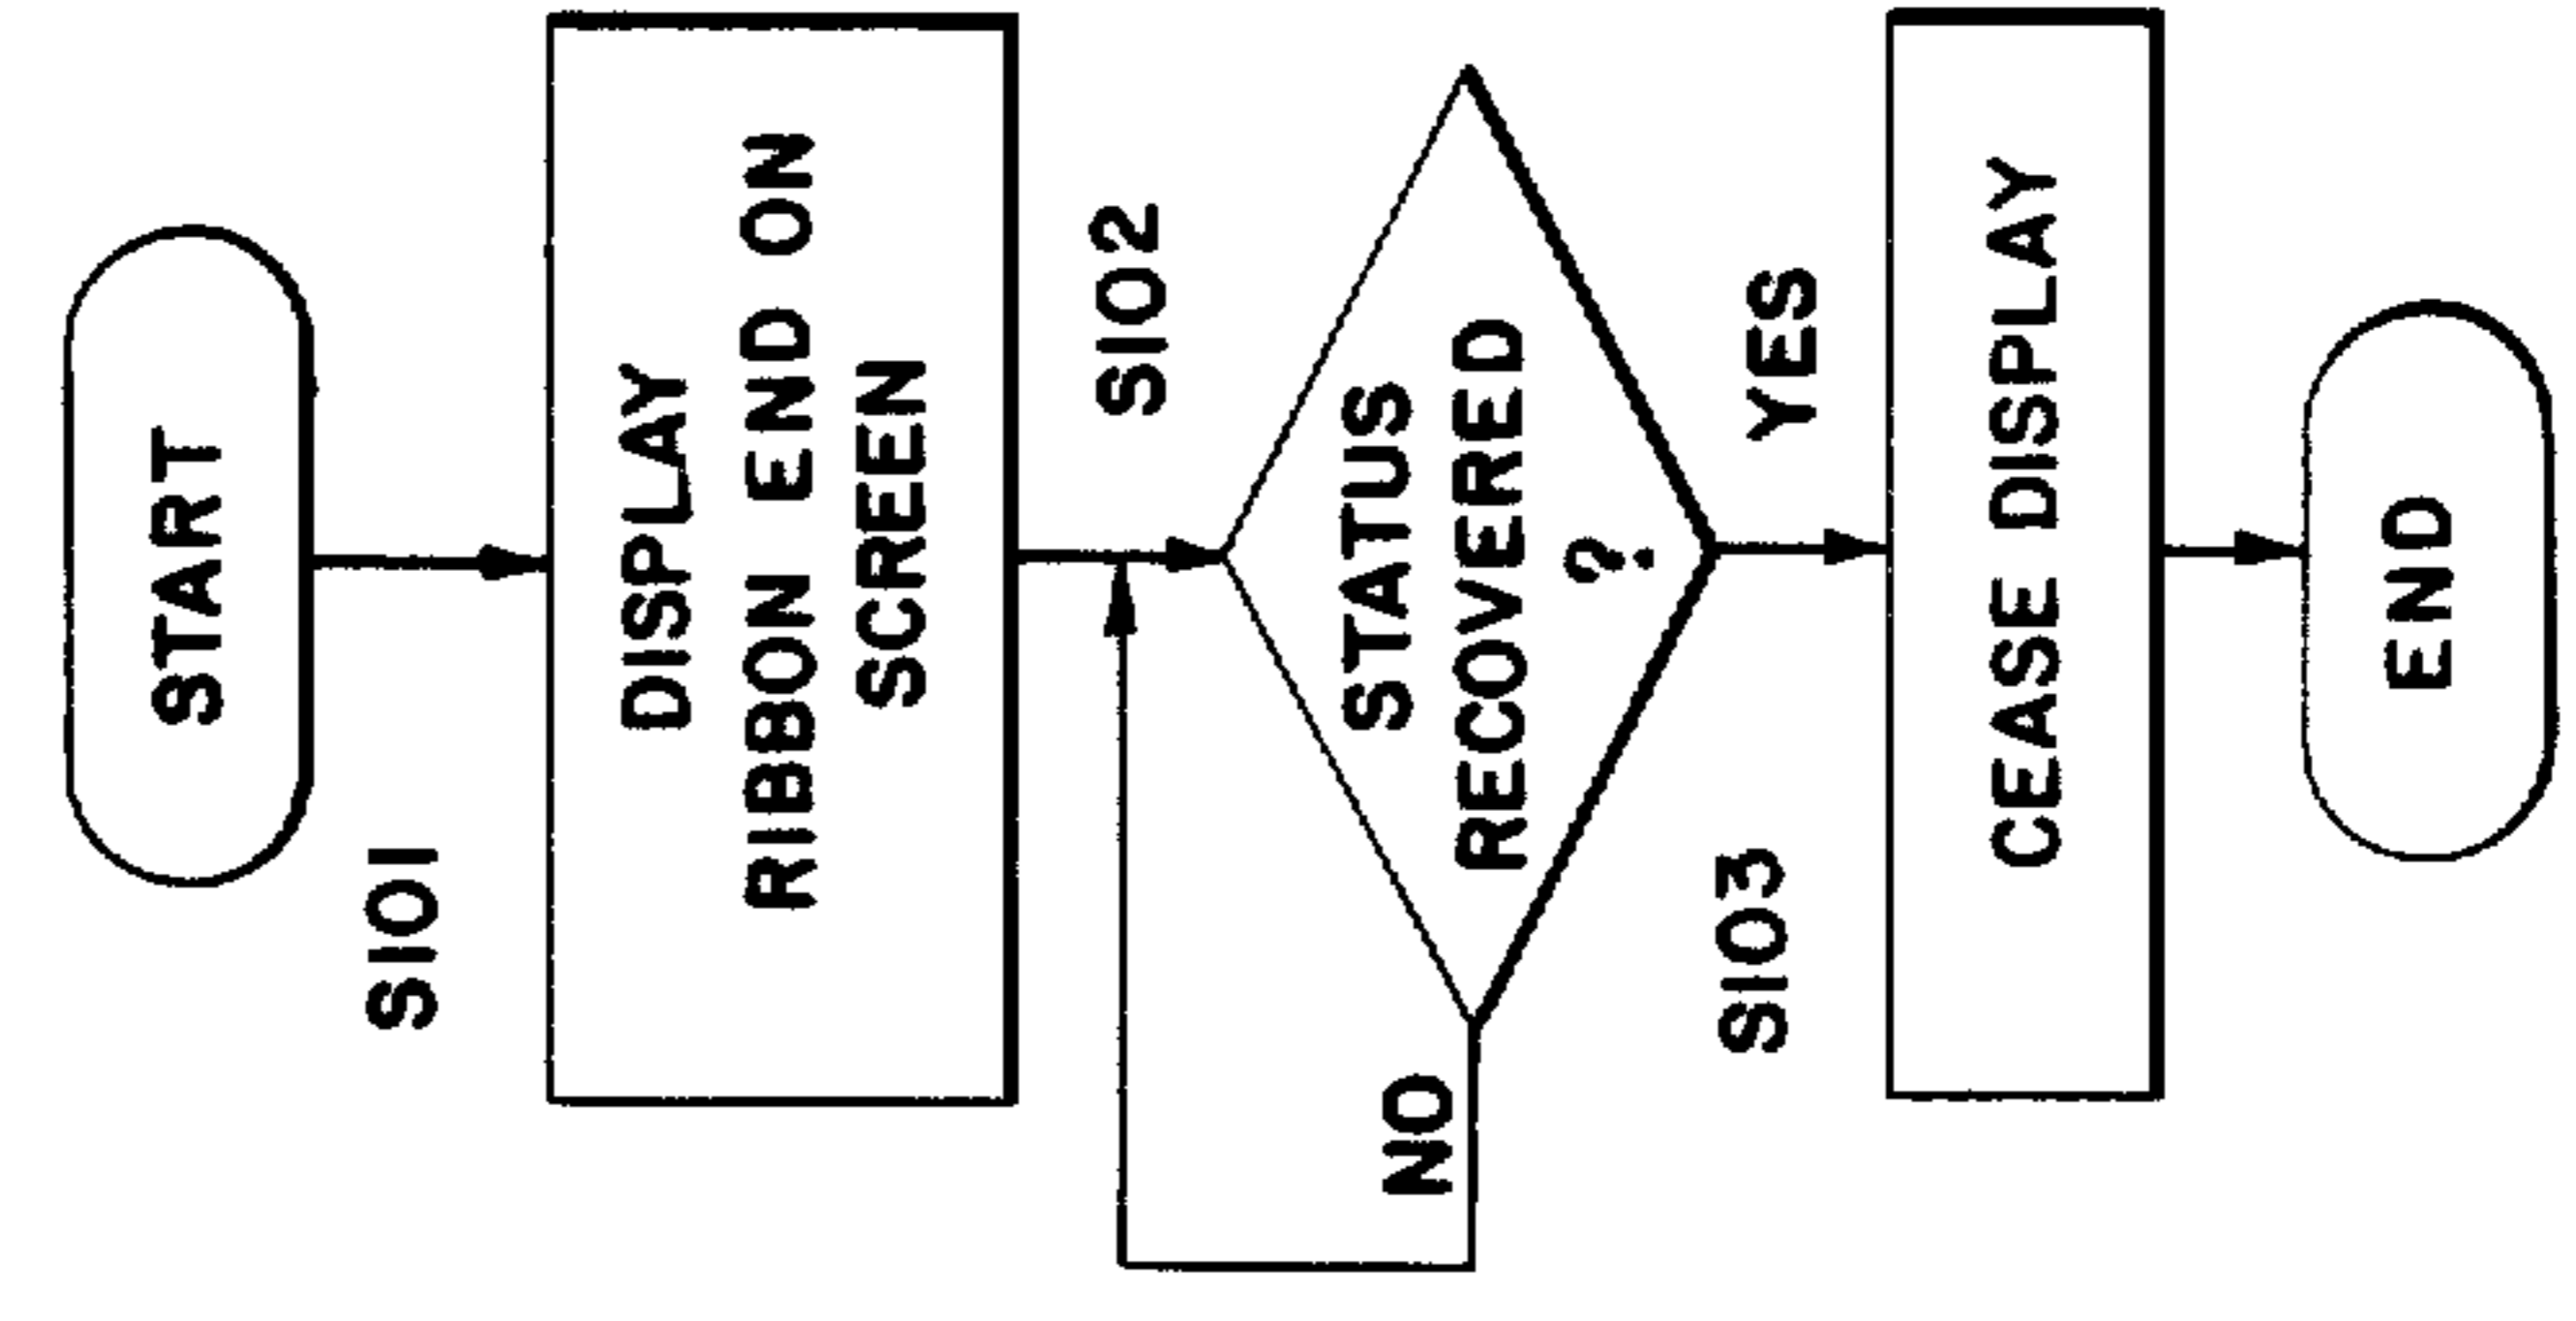 START
S101
DISPLAY
RIBBON END ON
SCREEN
S102
STATUS
RECOVERED
?
NO
YES
S103
CEASE DISPLAY
END